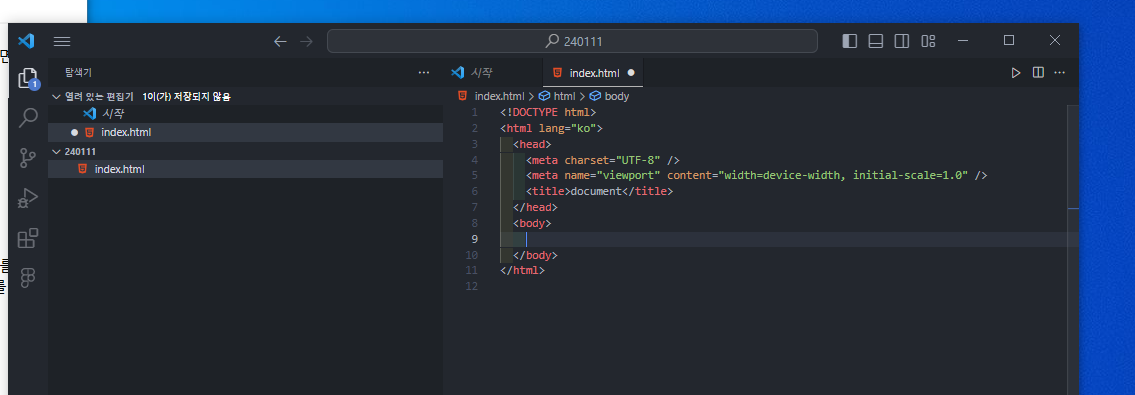 240111
탐색기
열려 있는 편집기 1이(가) 저장되지 않음
시작
index.html
240111
index.html
1
시작
index.html
index.html > html > body
1 <!DOCTYPE html>
2 <html lang="ko">
3 <head>
4 <meta charset="UTF-8" />
5 <meta name="viewport" content="width=device-width, initial-scale=1.0" />
6 <title>document</title>
7 </head>
8 <body>
9
10 </body>
11 </html>
12
를